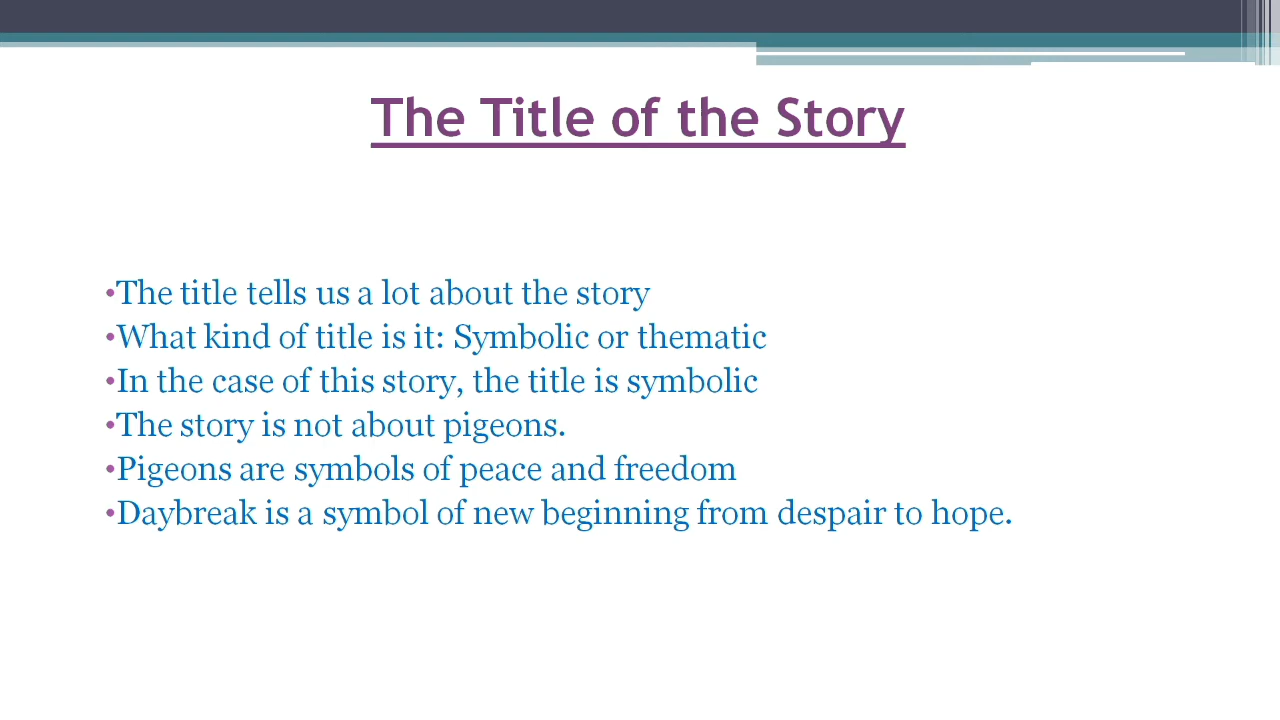 The Title of the Story
•The title tells us a lot about the story
•What kind of title is it: Symbolic or thematic
•In the case of this story, the title is symbolic
•The story is not about pigeons.
•Pigeons are symbols of peace and freedom
•Daybreak is a symbol of new beginning from despair to hope.